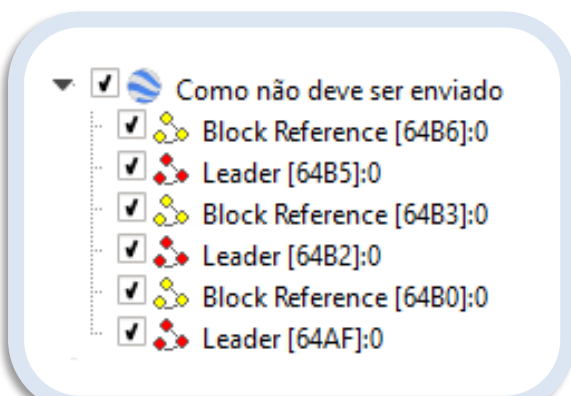 Como não deve ser enviado
Block Reference [64B6]:0
Leader [64B5]:0
Block Reference [64B3]:0
Leader [64B2]:0
Block Reference [64B0]:0
Leader [64AF]:0